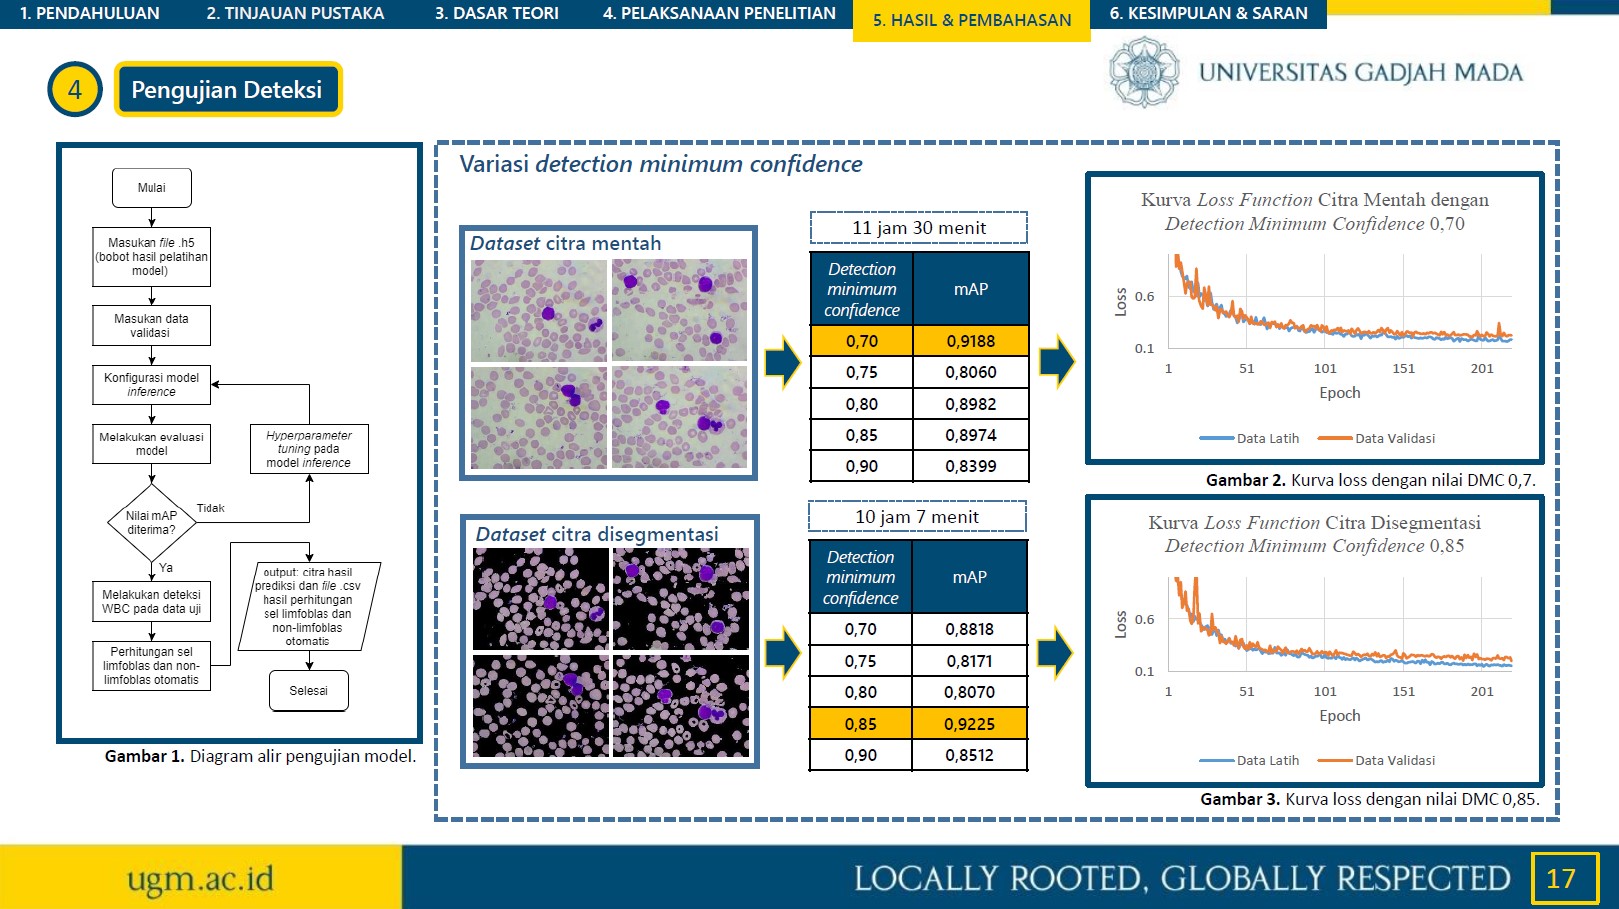 1. PENDAHULUAN
2. TINJAUAN PUSTAKA
3. DASAR TEORI
4. PELAKSANAAN PENELITIAN
5. HASIL & PEMBAHASAN
6. KESIMPULAN & SARAN
UNIVERSITAS GADJAH MADA
4
Pengujian Deteksi
Mulai
Masukan file .h5
(bobot hasil pelatihan
model)
Masukan data
validasi
Konfigurasi model
inference
Melakukan evaluasi
model
Hyperparameter
tuning pada
model inference
Nilai mAP
diterima?
Tidak
Ya
Melakukan deteksi
WBC pada data uji
Perhitungan sel
limfoblas dan non-
limfoblas otomatis
output: citra hasil
prediksi dan file .csv
hasil perhitungan
sel limfoblas dan
non-limfoblas
otomatis
Selesai
Gambar 1. Diagram alir pengujian model.
Variasi detection minimum confidence
Dataset citra mentah
11 jam 30 menit
Detection
minimum
confidence
mAP
0,70 0,9188
0,75 0,8060
0,80 0,8982
0,85 0,8974
0,90 0,8399
Kurva Loss Function Citra Mentah dengan
Detection Minimum Confidence 0,70
Loss
0.6
0.1
1 51 101 151 201
Epoch
Data Latih Data Validasi
Gambar 2. Kurva loss dengan nilai DMC 0,7.
Dataset citra disegmentasi
10 jam 7 menit
Detection
minimum
confidence
mAP
0,70 0,8818
0,75 0,8171
0,80 0,8070
0,85 0,9225
0,90 0,8512
Kurva Loss Function Citra Disegmentasi
Detection Minimum Confidence 0,85
Loss
0.6
0.1
1 51 101 151 201
Epoch
Data Latih Data Validasi
Gambar 3. Kurva loss dengan nilai DMC 0,85.
ugm.ac.id
LOCALLY ROOTED, GLOBALLY RESPECTED
17